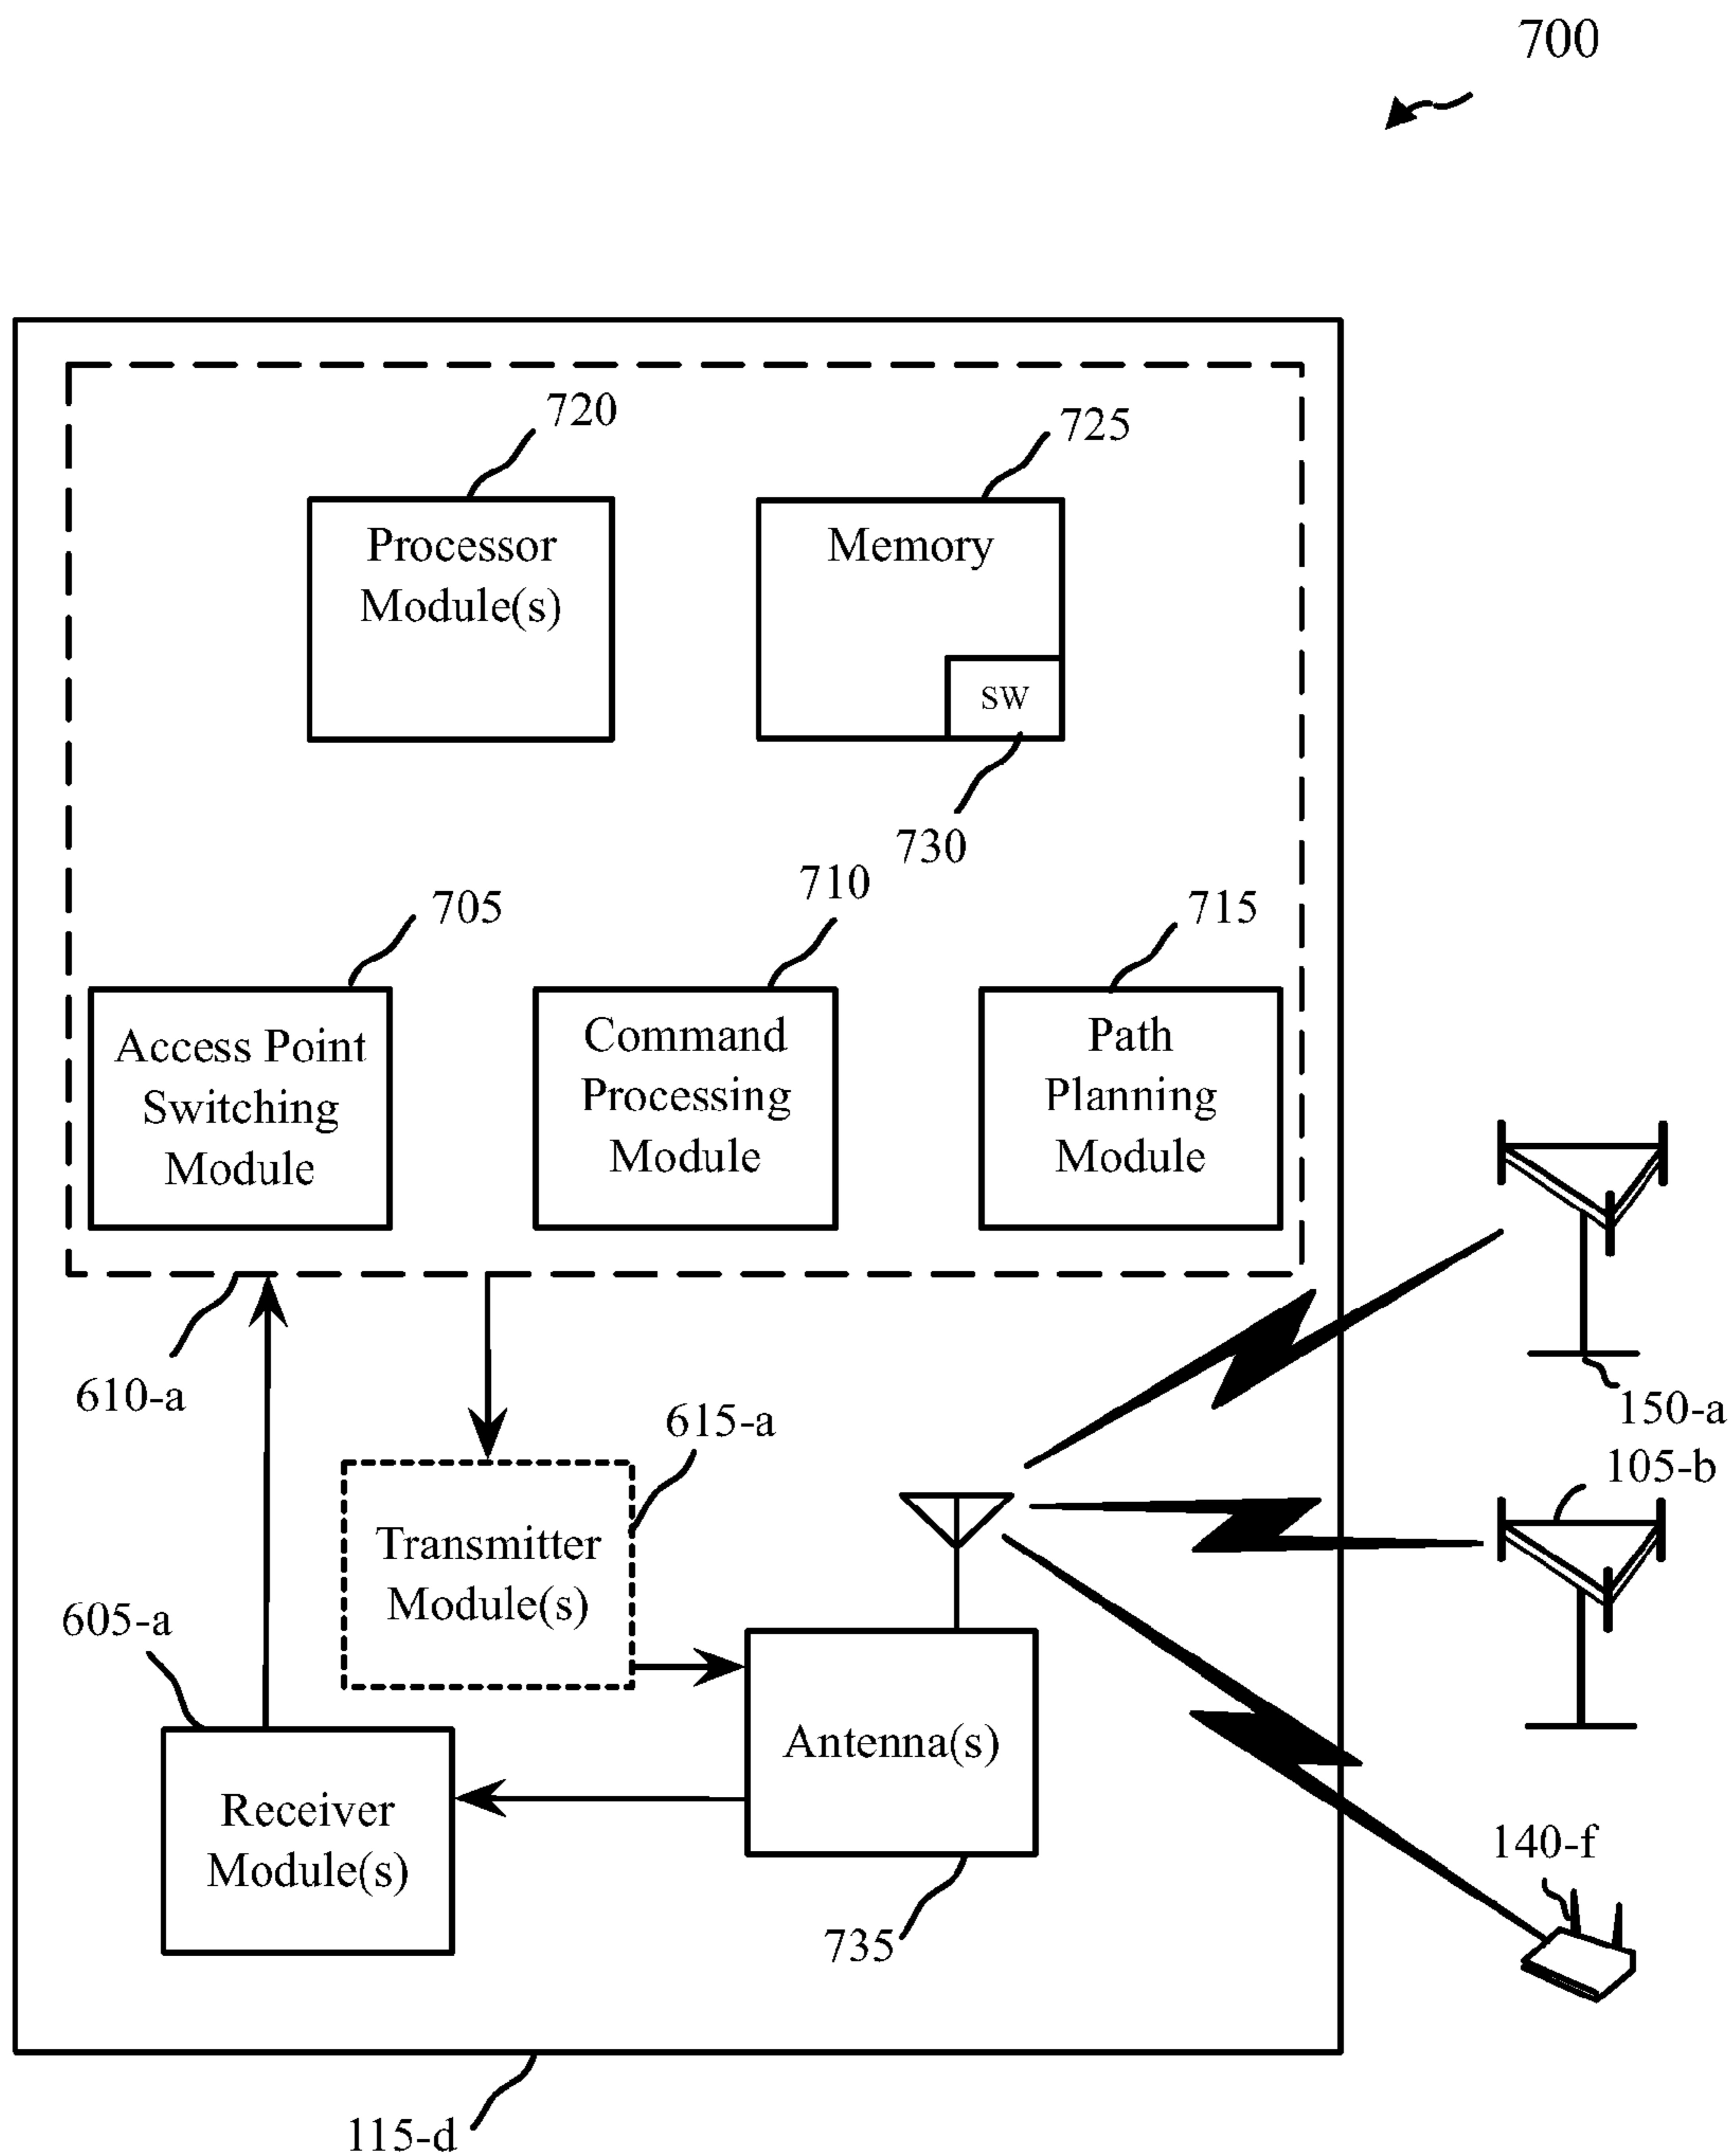 700
720
725
Processor
Module(s)
Memory
SW
730
705
710
715
Access Point
Switching
Module
Command
Processing
Module
Path
Planning
Module
610-a
150-a
615-a
105-b
Transmitter
Module(s)
605-a
Antenna(s)
Receiver
Module(s)
140-f
735
115-d